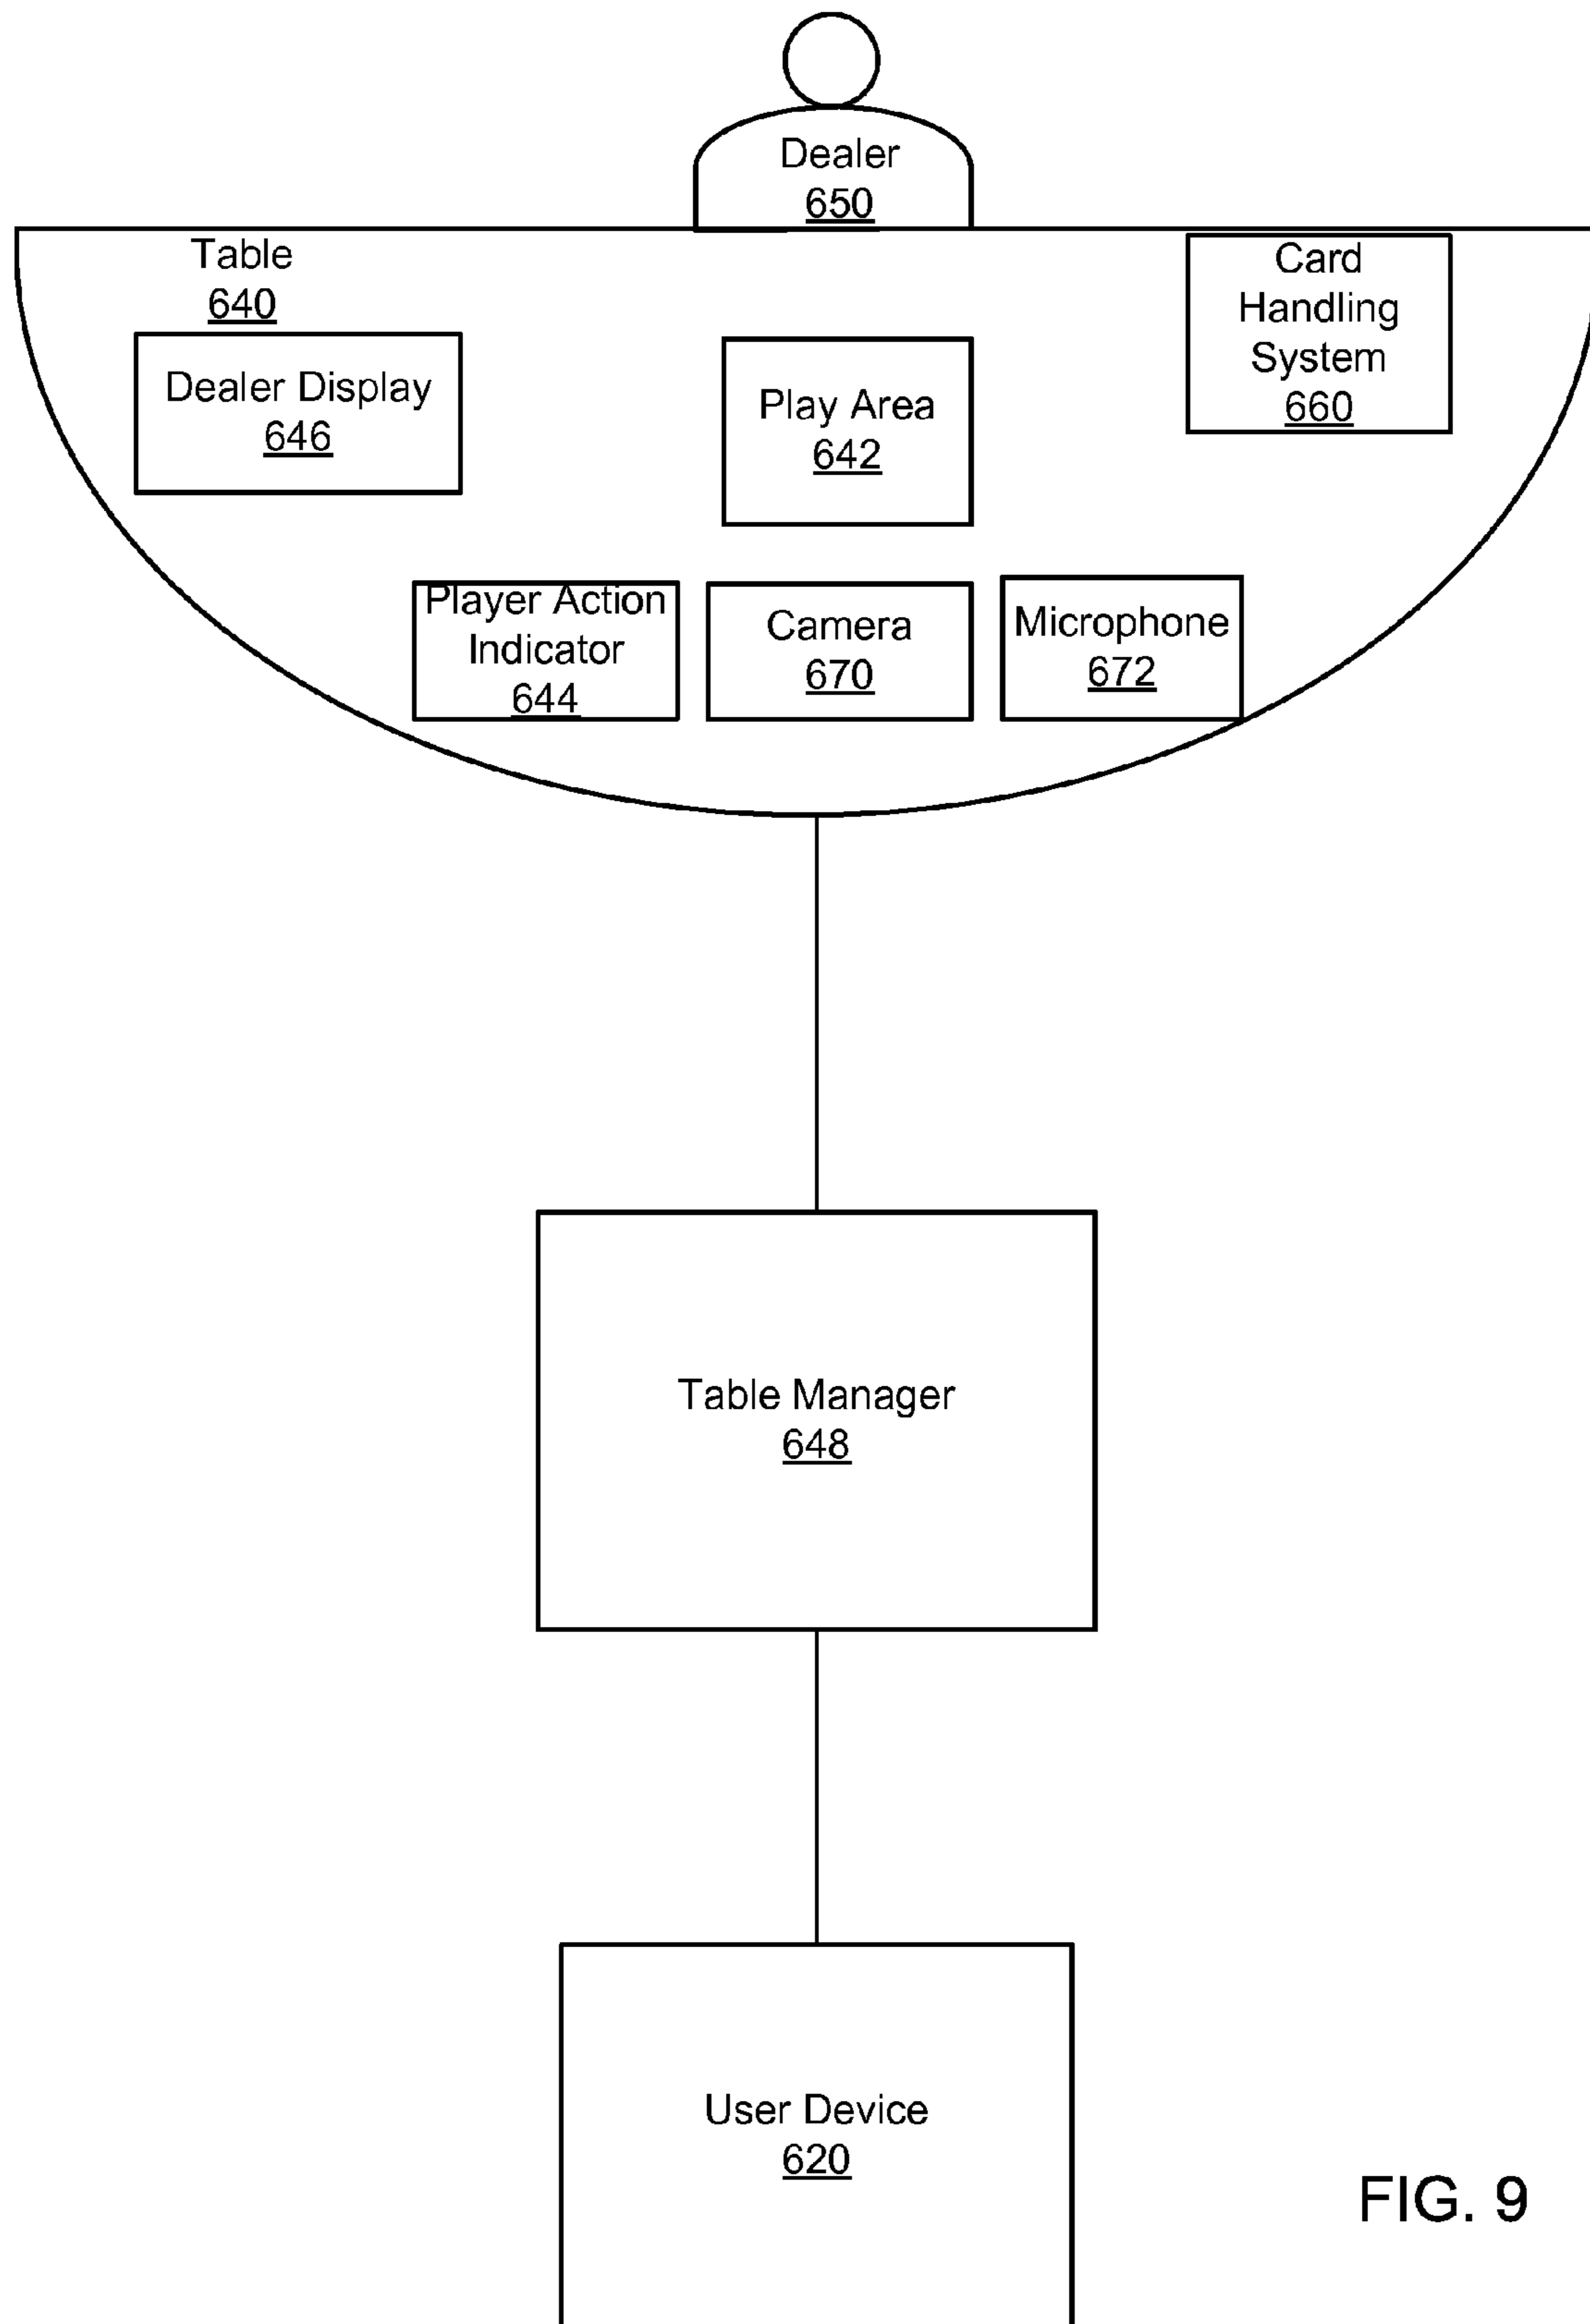 Dealer
650
Table
640
Card
Handling
System
660
Dealer Display
646
Play Area
642
Player Action
Indicator
644
Camera
670
Microphone
672
Table Manager
648
User Device
620
FIG. 9